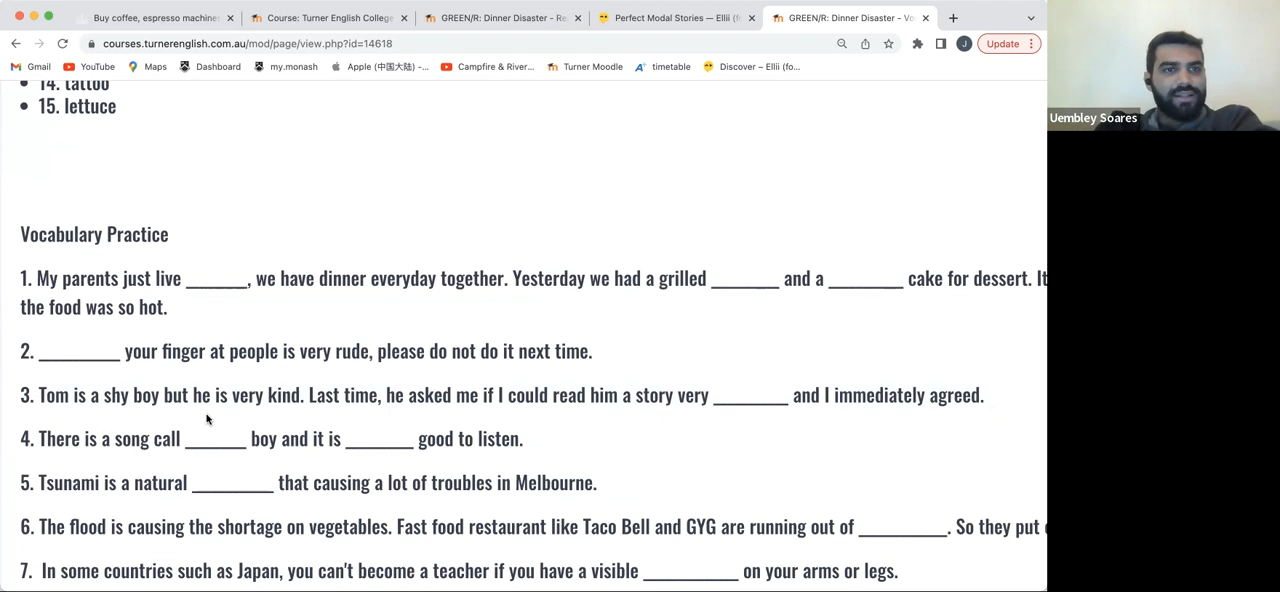 Buy coffee, espresso machine
Course: Turner English College
GREEN/R: Dinner Disaster - Re
Perfect Modal Stories — Ellii (fo
GREEN/R: Dinner Disaster - Vo
courses.turnerenglish.com.au/mod/page/view.php?id=14618
J
Update
Gmail
YouTube
Maps
Dashboard
my.monash
Apple (中国大陆) -...
Campfire & River...
Turner Moodle
timetable
Discover – Ellii (fo...
14. tattoo
15. lettuce
Uembley Soares
Vocabulary Practice
1. My parents just live _______, we have dinner everyday together. Yesterday we had a grilled ________ and a _________ cake for dessert. It
the food was so hot.
2. __________ your finger at people is very rude, please do not do it next time.
3. Tom is a shy boy but he is very kind. Last time, he asked me if I could read him a story very _________ and I immediately agreed.
4. There is a song call _______ boy and it is ________ good to listen.
5. Tsunami is a natural __________ that causing a lot of troubles in Melbourne.
6. The flood is causing the shortage on vegetables. Fast food restaurant like Taco Bell and GYG are running out of ___________. So they put
7. In some countries such as Japan, you can't become a teacher if you have a visible ____________ on your arms or legs.